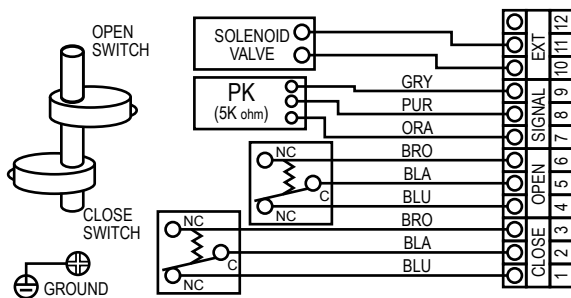 OPEN
SWITCH
CLOSE
SWITCH
GROUND
SOLENOID
VALVE
PK
(5K ohm)
GRY
PUR
ORA
NC
C
NC
BRO
BLA
BLU
NC
C
NC
BRO
BLA
BLU
EXT
SIGNAL
OPEN
CLOSE
12
11
10
9
8
7
6
5
4
3
2
1